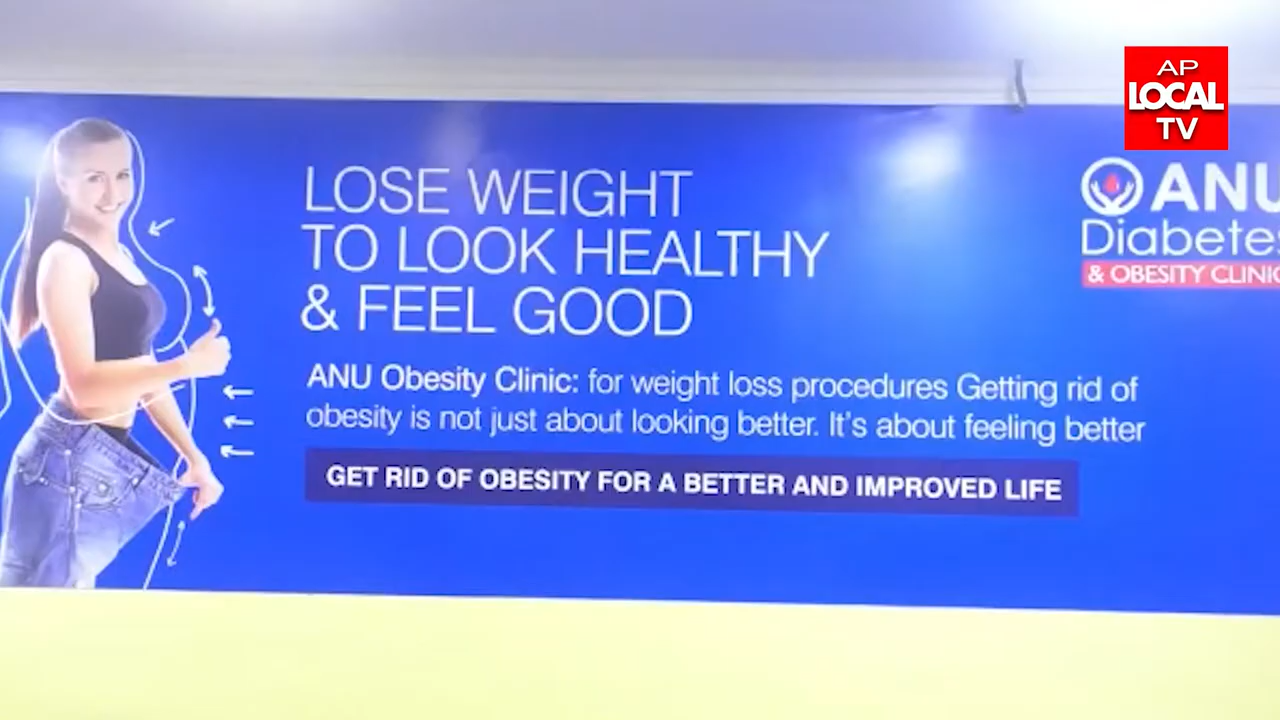 AP
LOCAL
TV
LOSE WEIGHT
TO LOOK HEALTHY
& FEEL GOOD
ANU Obesity Clinic: for weight loss procedures Getting rid of
obesity is not just about looking better. It's about feeling better
GET RID OF OBESITY FOR A BETTER AND IMPROVED LIFE
ANU
Diabetes
& OBESITY CLINIC